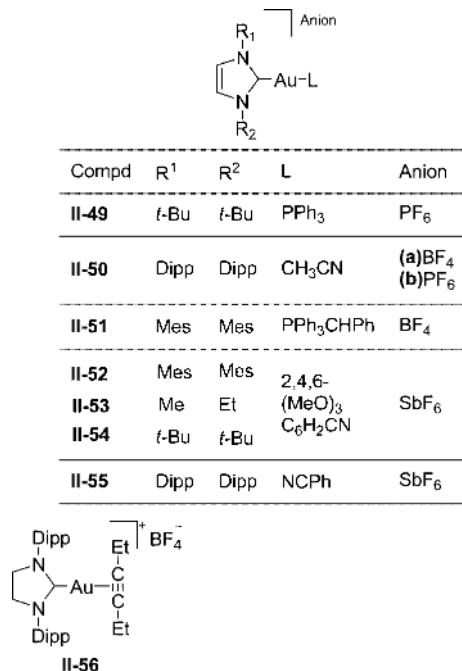 Anion
R1
N
Au-L
N
R2
Compd R1 R2 L Anion
II-49 t-Bu t-Bu PPh3 PF6
II-50 Dipp Dipp CH3CN (a)BF4
(b)PF6
II-51 Mes Mes PPh3CHPh BF4
II-52 Mes Mes 2,4,6-
II-53 Me Et (MeO)3 SbF6
II-54 t-Bu t-Bu C6H2CN
II-55 Dipp Dipp NCPh SbF6
Dipp
+ BF4−
Et
N
C
Au
C
N
Et
Dipp
II-56